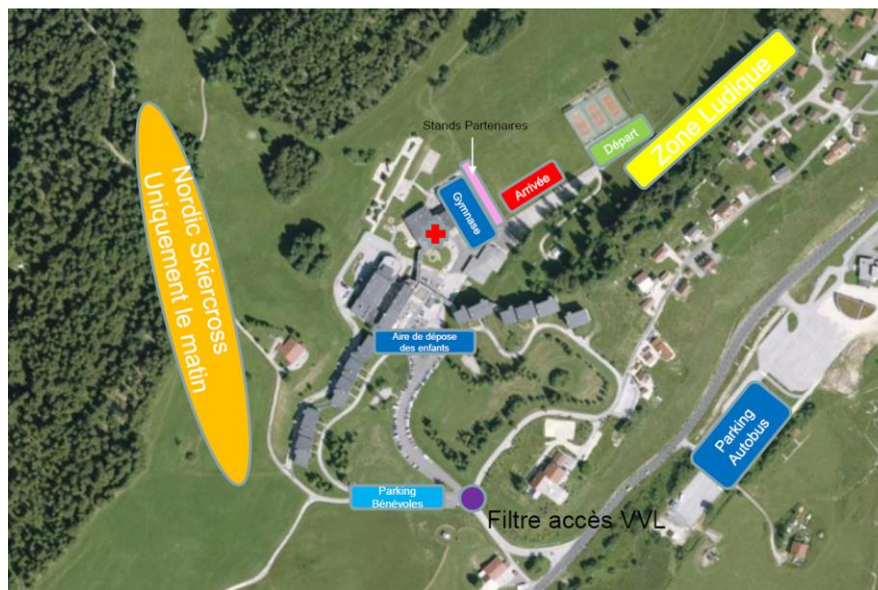 Stands Partenaires
Zone Ludique
Départ
Arrivée
Gymnase
Nordic Skiercross
Uniquement le matin
Aire de dépose
des enfants
Parking
Autobus
Parking
Bénévoles
Filtre accès VVL